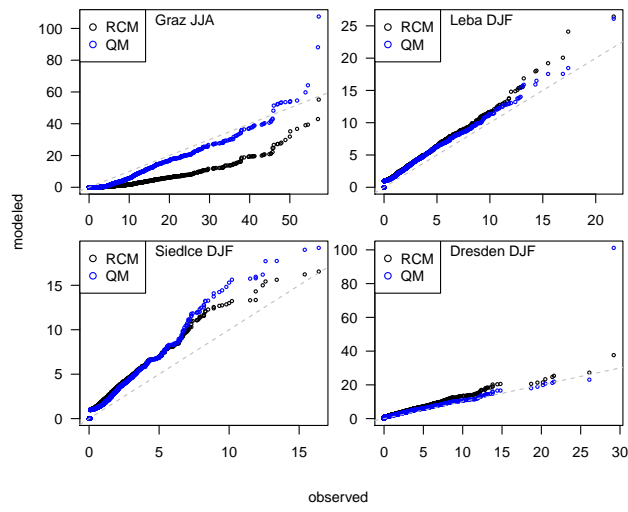 Graz JJA
RCM
QM
100
80
60
40
20
0
0 10 20 30 40 50
Leba DJF
RCM
QM
25
20
15
10
5
0
0 5 10 15 20
Siedlce DJF
RCM
QM
15
10
5
0
0 5 10 15
Dresden DJF
RCM
QM
100
80
60
40
20
0
0 5 10 15 20 25 30
modeled
observed